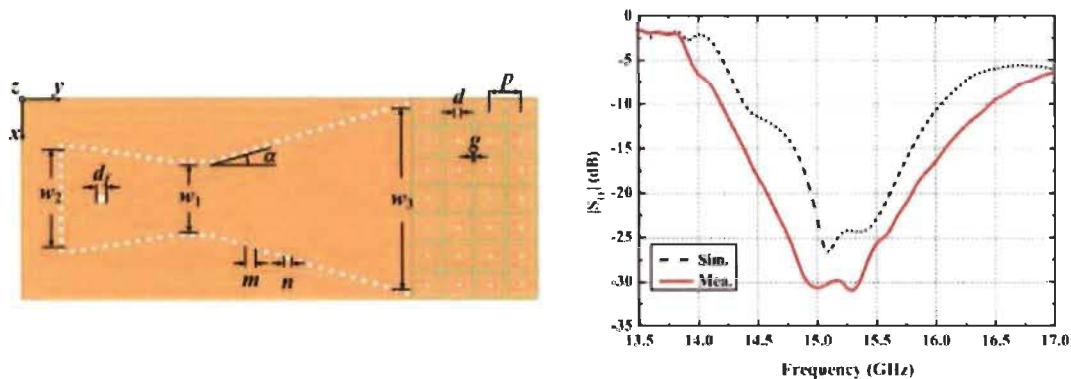 z y
x
p
d
g
α
d_r
w₂
w₁
w₃
m n
0
-5
-10
-15
-20
-25
-30
-35
|S₁₁| (dB)
Sim.
Mea.
13.5 14.0 14.5 15.0 15.5 16.0 16.5 17.0
Frequency (GHz)